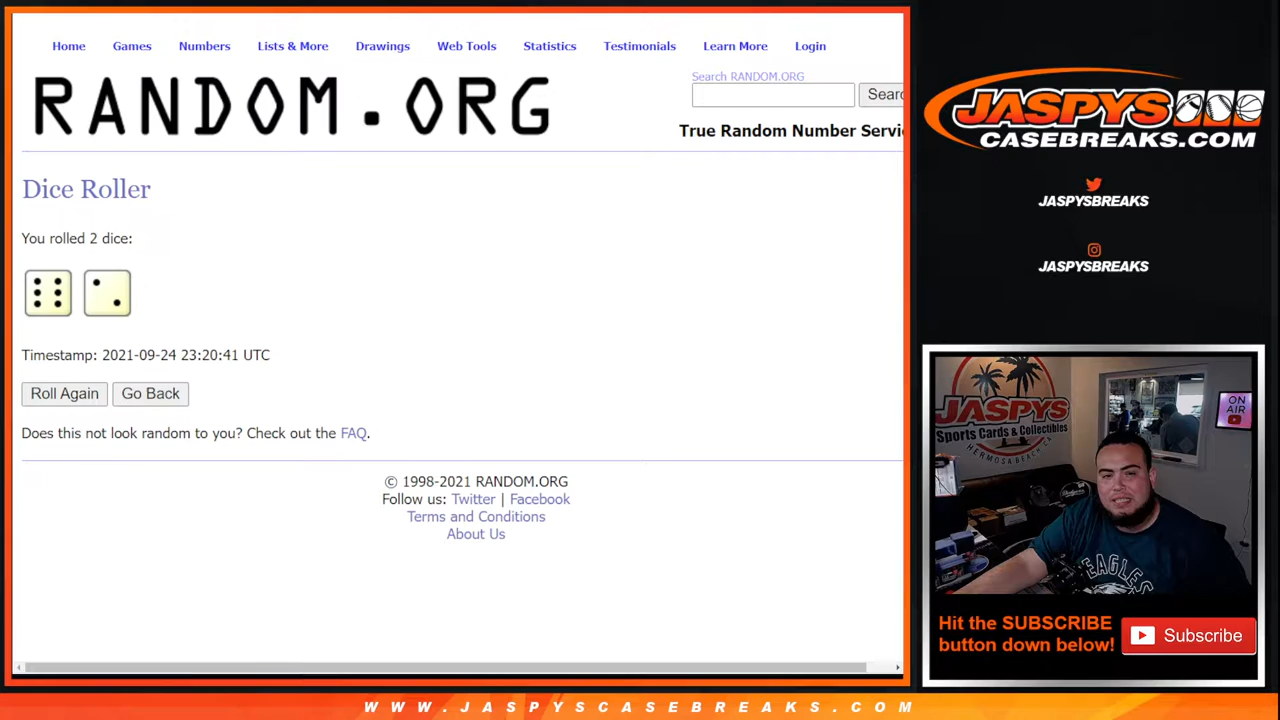 Home Games Numbers Lists & More Drawings Web Tools Statistics Testimonials Learn More Login
RANDOM.ORG
Search RANDOM.ORG
Searc
True Random Number Servi
Dice Roller
You rolled 2 dice:
Timestamp: 2021-09-24 23:20:41 UTC
Roll Again Go Back
Does this not look random to you? Check out the FAQ.
© 1998-2021 RANDOM.ORG
Follow us: Twitter | Facebook
Terms and Conditions
About Us
JASPYS
CASEBREAKS.COM
JASPYSBREAKS
JASPYSBREAKS
JASPYS
Sports Cards & Collectibles
HERMOSA BEACH CA
ON
AIR
EAGLES
Hit the SUBSCRIBE
button down below!
Subscribe
WWW.JASPYSCASEBREAKS.COM